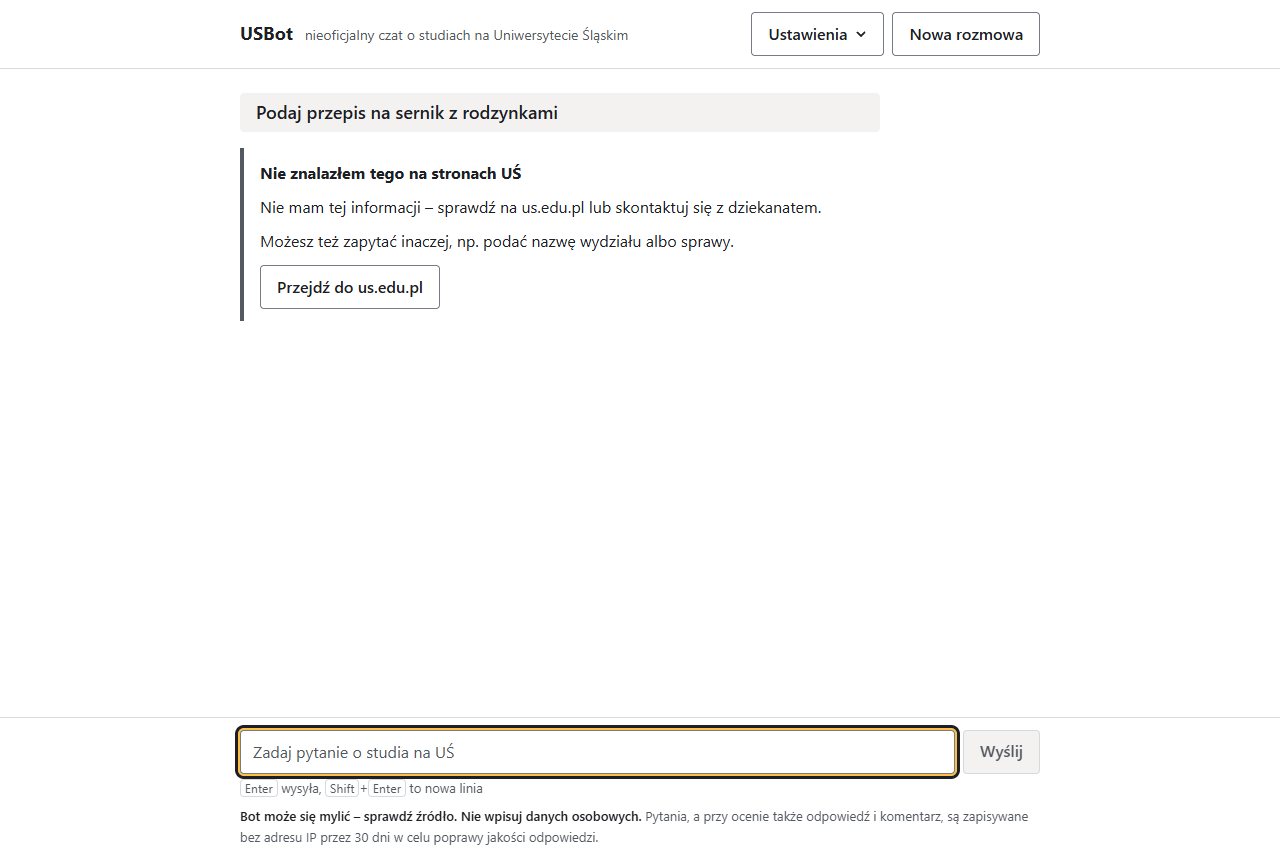 USBot nieoficjalny czat o studiach na Uniwersytecie Śląskim Ustawienia Nowa rozmowa
Podaj przepis na sernik z rodzynkami
Nie znalazłem tego na stronach UŚ
Nie mam tej informacji – sprawdź na us.edu.pl lub skontaktuj się z dziekanatem.
Możesz też zapytać inaczej, np. podać nazwę wydziału albo sprawy.
Przejdź do us.edu.pl
Zadaj pytanie o studia na UŚ Wyślij
Enter wysyła, Shift + Enter to nowa linia
Bot może się mylić – sprawdź źródło. Nie wpisuj danych osobowych. Pytania, a przy ocenie także odpowiedź i komentarz, są zapisywane
bez adresu IP przez 30 dni w celu poprawy jakości odpowiedzi.